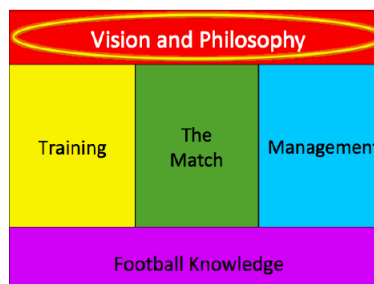 Vision and Philosophy
Training
The
Match
Management
Football Knowledge